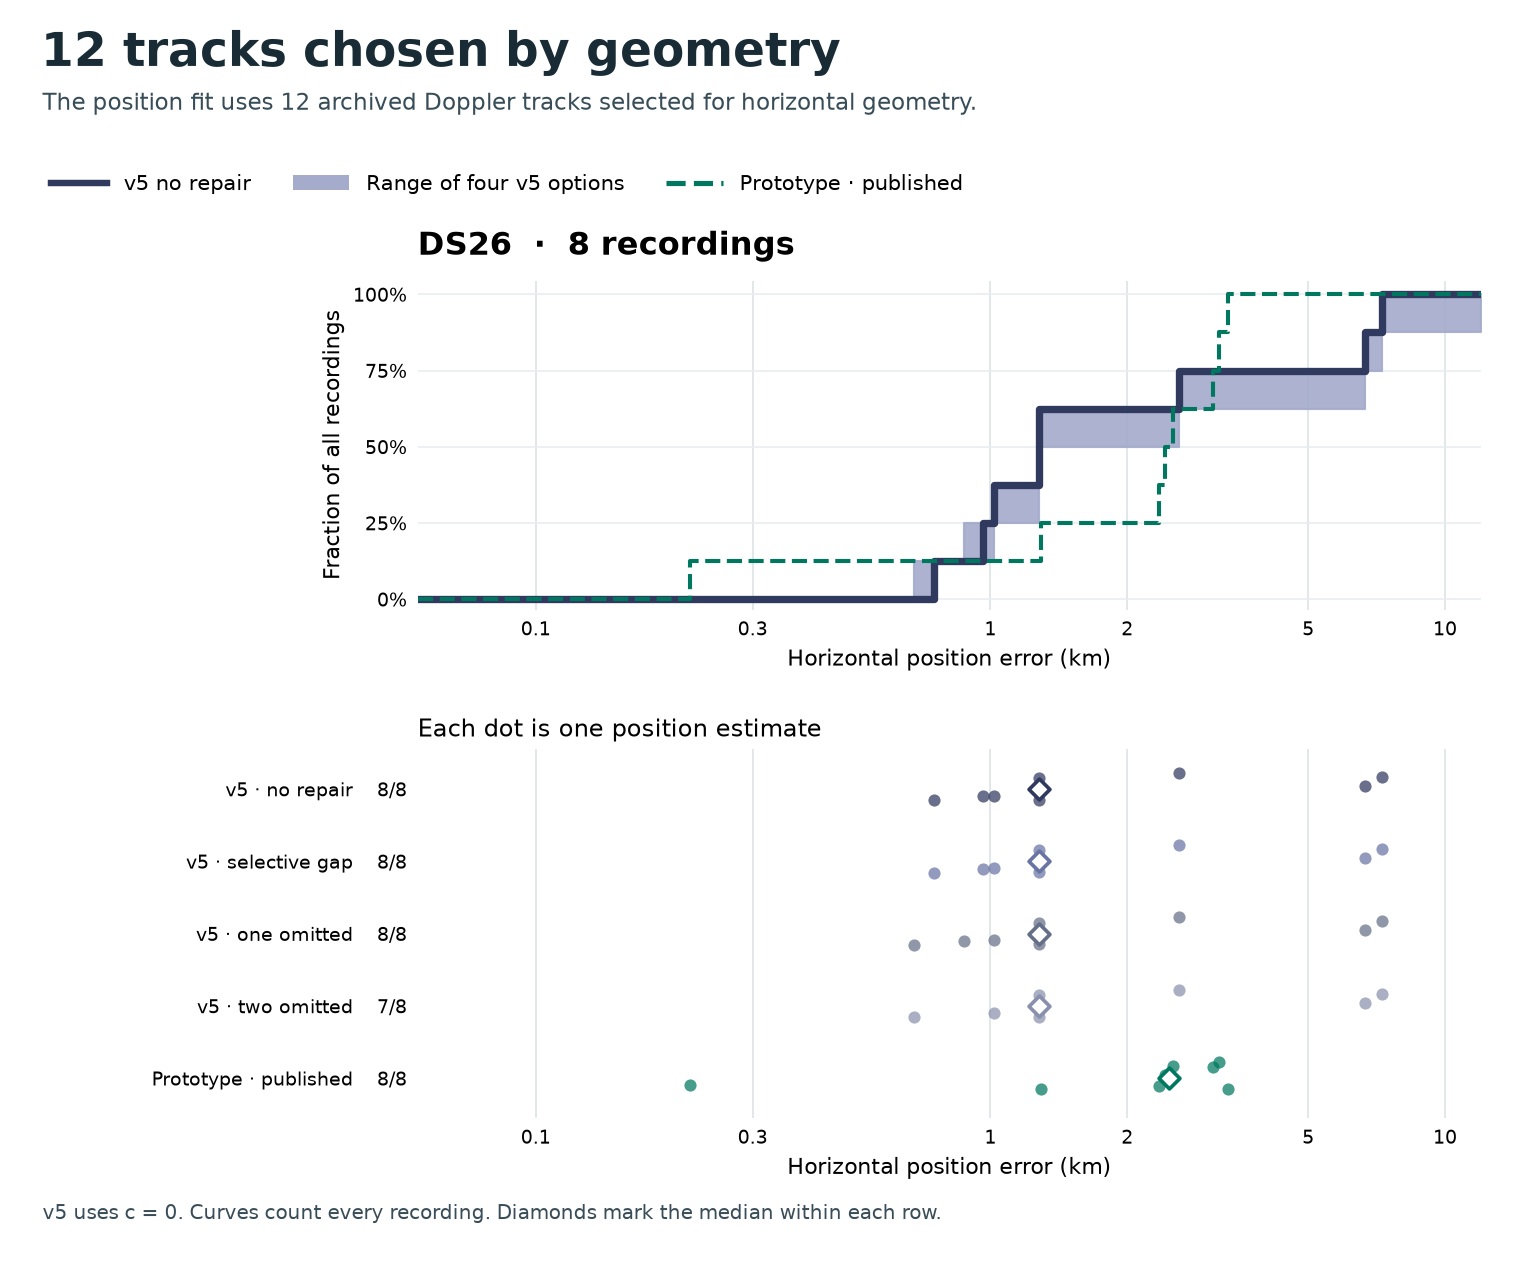 12 tracks chosen by geometry
The position fit uses 12 archived Doppler tracks selected for horizontal geometry.
v5 no repair
Range of four v5 options
Prototype · published
DS26 · 8 recordings
Fraction of all recordings
100%
75%
50%
25%
0%
0.1
0.3
1
2
5
10
Horizontal position error (km)
Each dot is one position estimate
v5 · no repair 8/8
v5 · selective gap 8/8
v5 · one omitted 8/8
v5 · two omitted 7/8
Prototype · published 8/8
0.1
0.3
1
2
5
10
Horizontal position error (km)
v5 uses c = 0. Curves count every recording. Diamonds mark the median within each row.